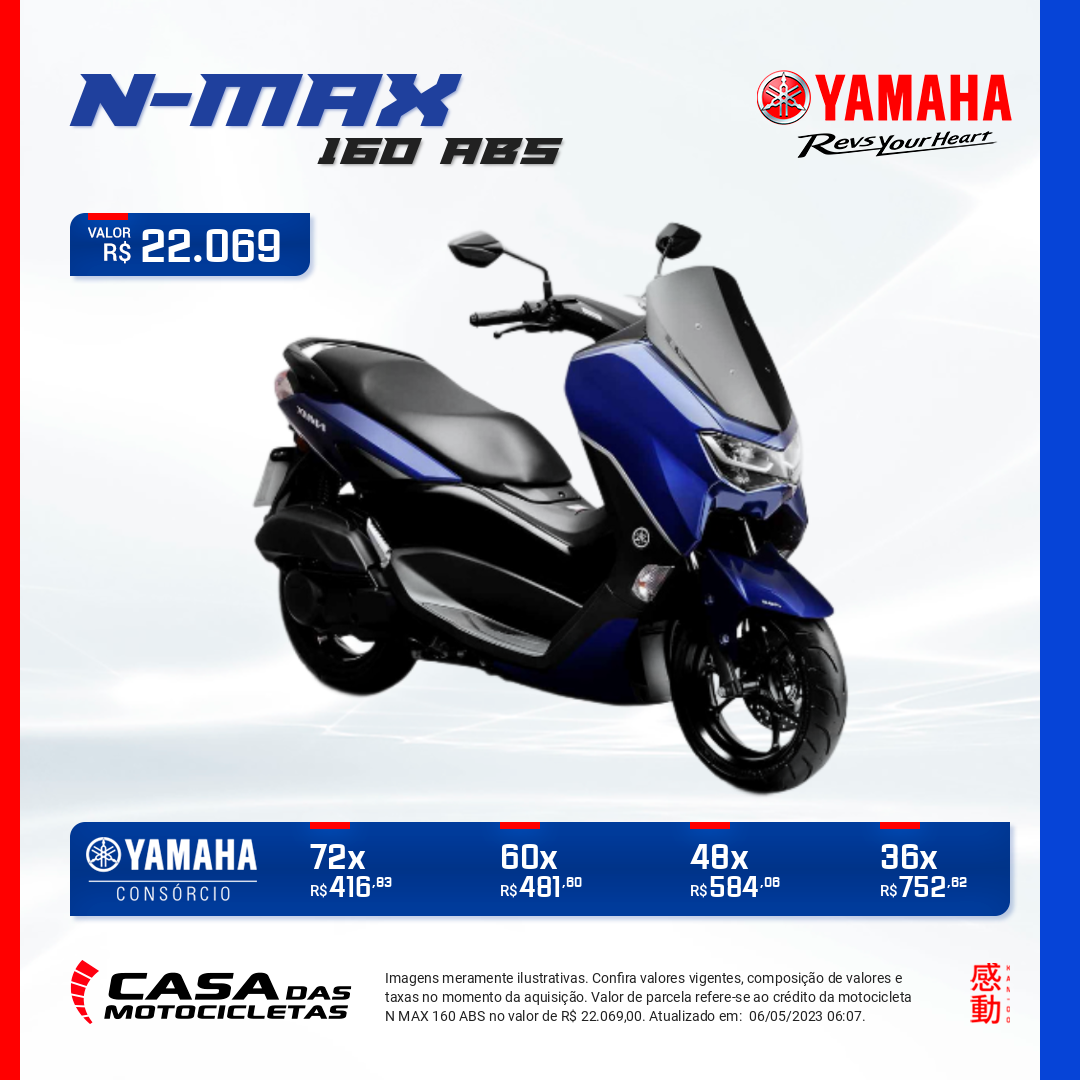 N-MAX
160 ABS
YAMAHA
Revs Your Heart
VALOR
R$ 22.069
NMAX
YAMAHA
CONSÓRCIO
72x
R$ 416,83
60x
R$ 481,60
48x
R$ 584,06
36x
R$ 752,62
CASA DAS
MOTOCICLETAS
Imagens meramente ilustrativas. Confira valores vigentes, composição de valores e
taxas no momento da aquisição. Valor de parcela refere-se ao crédito da motocicleta
N MAX 160 ABS no valor de R$ 22.069,00. Atualizado em: 06/05/2023 06:07.
感動